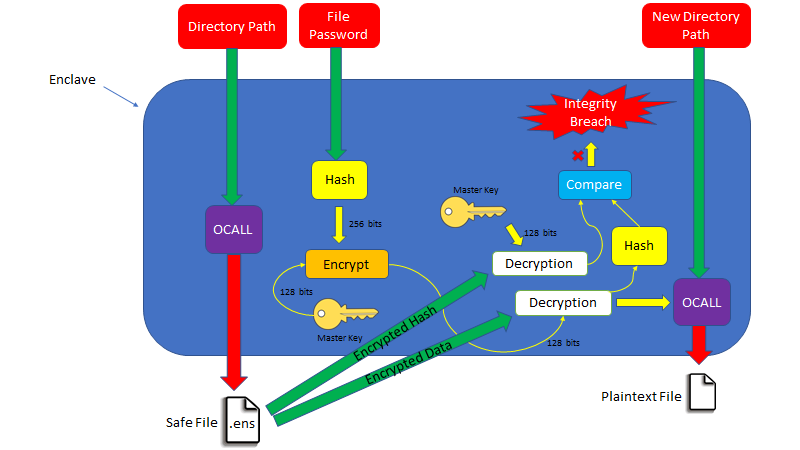 Directory Path
File
Password
New Directory
Path
Enclave
Integrity
Breach
Hash
Master Key
Compare
256 bits
128 bits
OCALL
Hash
Encrypt
Decryption
128 bits
Decryption
OCALL
Master Key
Encrypted Hash
128 bits
Encrypted Data
Safe File
.ens
Plaintext File